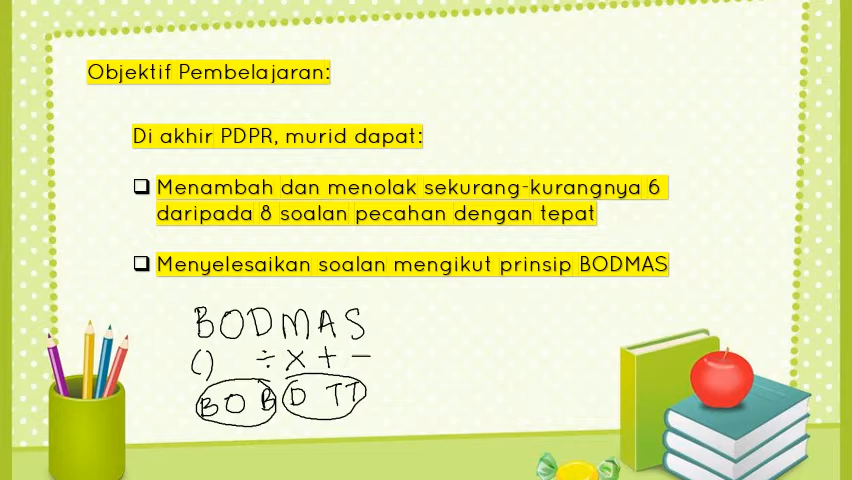 Objektif Pembelajaran:
Di akhir PDPR, murid dapat:
Menambah dan menolak sekurang-kurangnya 6
daripada 8 soalan pecahan dengan tepat
Menyelesaikan soalan mengikut prinsip BODMAS
BODMAS
() ÷ × + −
BO B D TT